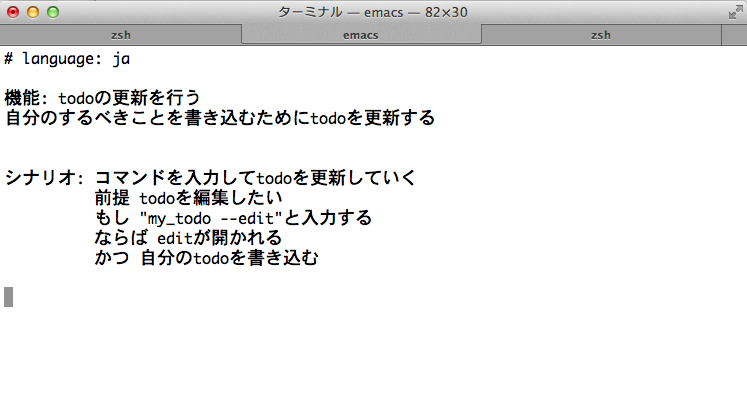 ターミナル — emacs — 82×30
zsh
emacs
zsh
# language: ja
機能: todoの更新を行う
自分のするべきことを書き込むためにtodoを更新する
シナリオ: コマンドを入力してtodoを更新していく
前提 todoを編集したい
もし "my_todo --edit"と入力する
ならば editが開かれる
かつ 自分のtodoを書き込む